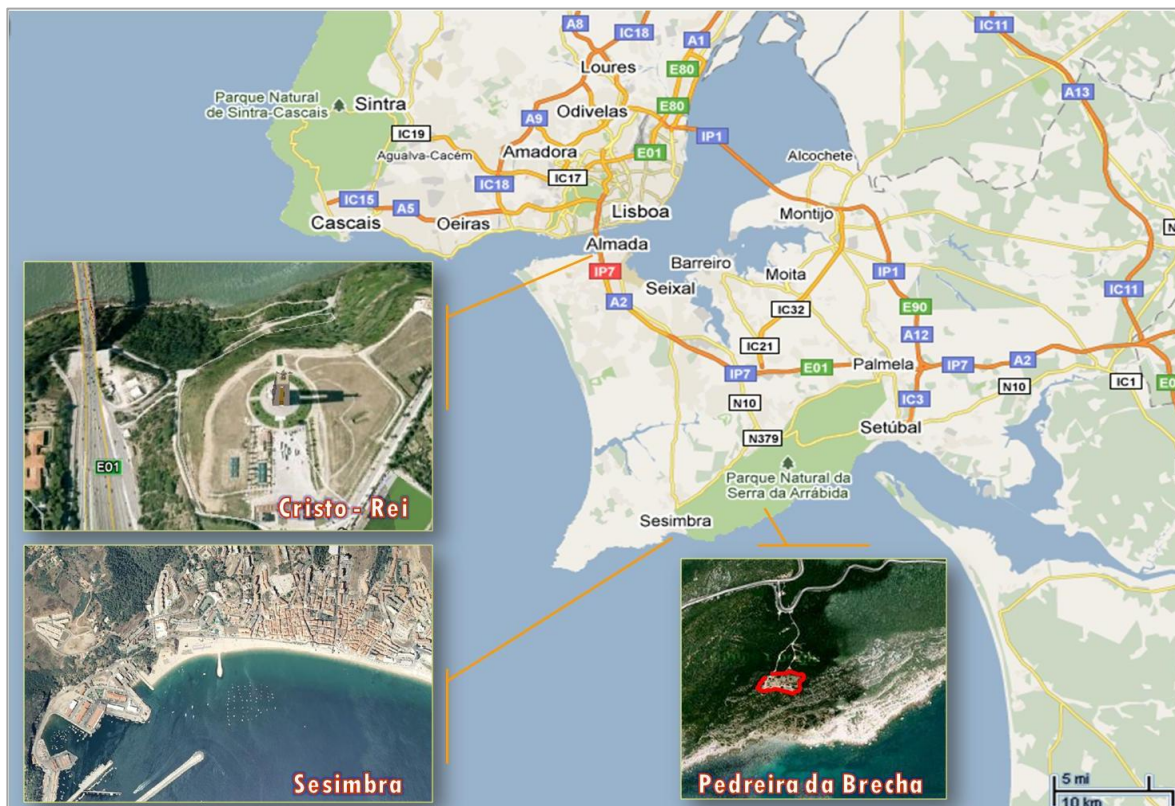 A8
IC18
A1
IC11
Loures
E80
A13
Parque Natural
de Sintra-Cascais
Sintra
A9
Odivelas
E80
IP1
IC19
Agualva-Cacém
Amadora
E01
IC17
Alcochete
IC18
IC15
A5
Cascais
Oeiras
Lisboa
Montijo
N
Almada
IP7
Barreiro
Moita
IP1
Seixal
A2
IC32
E90
IC11
A12
IC21
IP7
E01
Palmela
IP7
A2
N10
IC1
E0
N10
IC3
N379
Setúbal
Parque Natural da
Serra da Arrábida
Sesimbra
E01
Cristo - Rei
Sesimbra
Pedreira da Brecha
5 mi
10 km